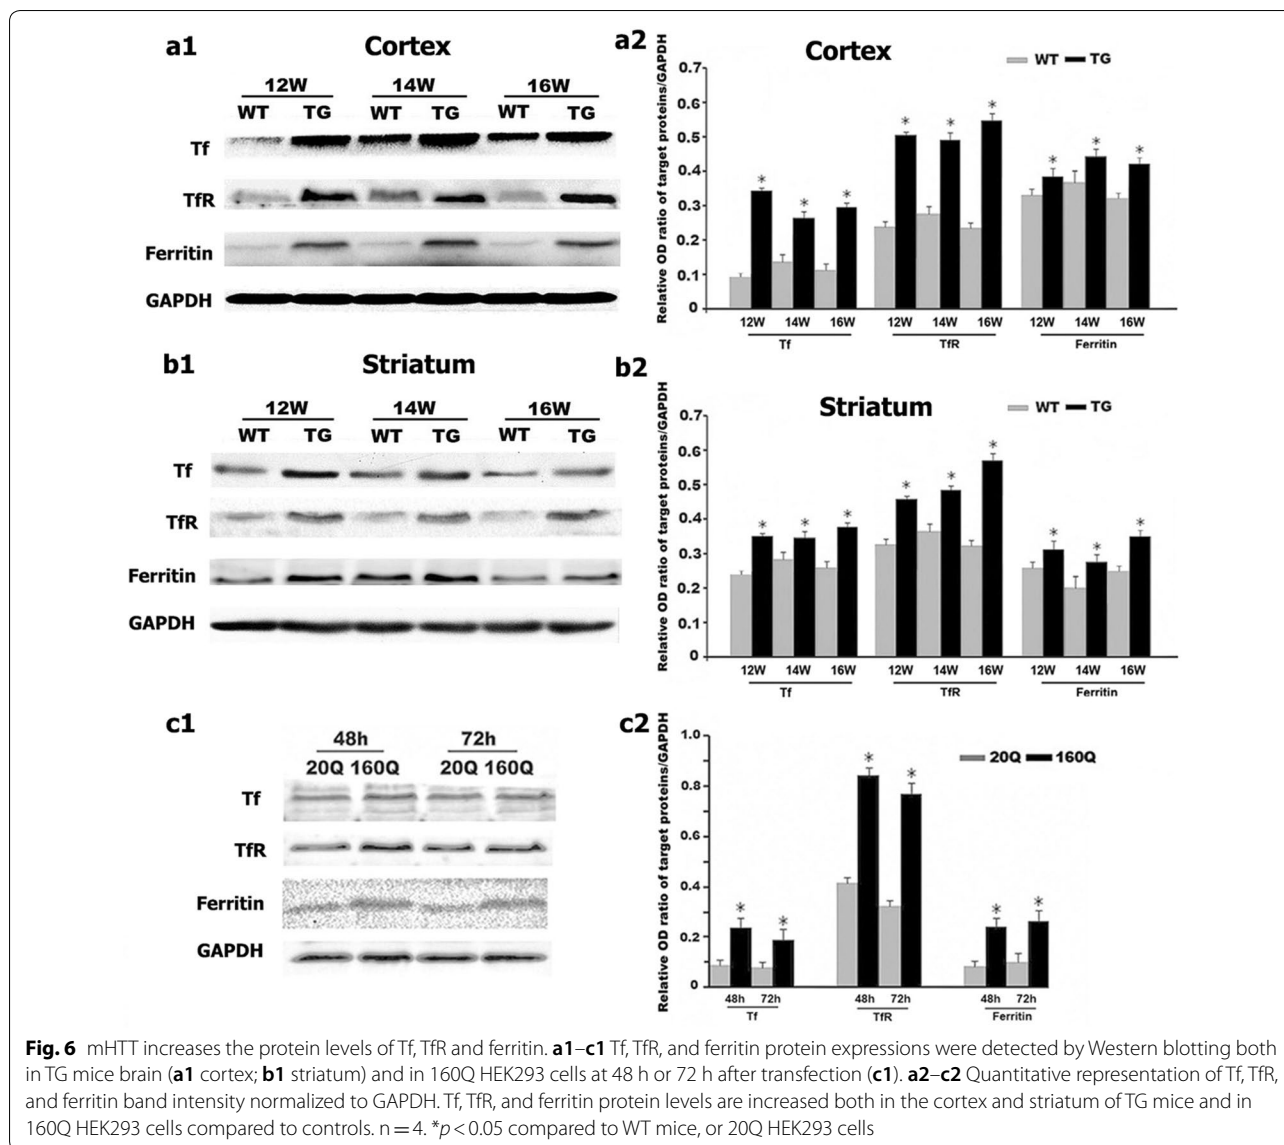 a1 Cortex
12W 14W 16W
WT TG WT TG WT TG
Tf
TfR
Ferritin
GAPDH
a2 Cortex
WT TG
Relative OD ratio of target proteins/GAPDH
0.7
0.6
0.5
0.4
0.3
0.2
0.1
0
* * * * * * * * *
12W 14W 16W 12W 14W 16W 12W 14W 16W
Tf TfR Ferritin
b1 Striatum
12W 14W 16W
WT TG WT TG WT TG
Tf
TfR
Ferritin
GAPDH
b2 Striatum
WT TG
Relative OD ratio of target proteins/GAPDH
0.7
0.6
0.5
0.4
0.3
0.2
0.1
0
* * * * * * * * *
12W 14W 16W 12W 14W 16W 12W 14W 16W
Tf TfR Ferritin
c1
48h 72h
20Q 160Q 20Q 160Q
Tf
TfR
Ferritin
GAPDH
c2
20Q 160Q
Relative OD ratio of target proteins/GAPDH
1.0
0.8
0.6
0.4
0.2
0
* * * * * *
48h 72h 48h 72h 48h 72h
Tf TfR Ferritin
Fig. 6 mHTT increases the protein levels of Tf, TfR and ferritin. a1–c1 Tf, TfR, and ferritin protein expressions were detected by Western blotting both
in TG mice brain (a1 cortex; b1 striatum) and in 160Q HEK293 cells at 48 h or 72 h after transfection (c1). a2–c2 Quantitative representation of Tf, TfR,
and ferritin band intensity normalized to GAPDH. Tf, TfR, and ferritin protein levels are increased both in the cortex and striatum of TG mice and in
160Q HEK293 cells compared to controls. n = 4. *p < 0.05 compared to WT mice, or 20Q HEK293 cells